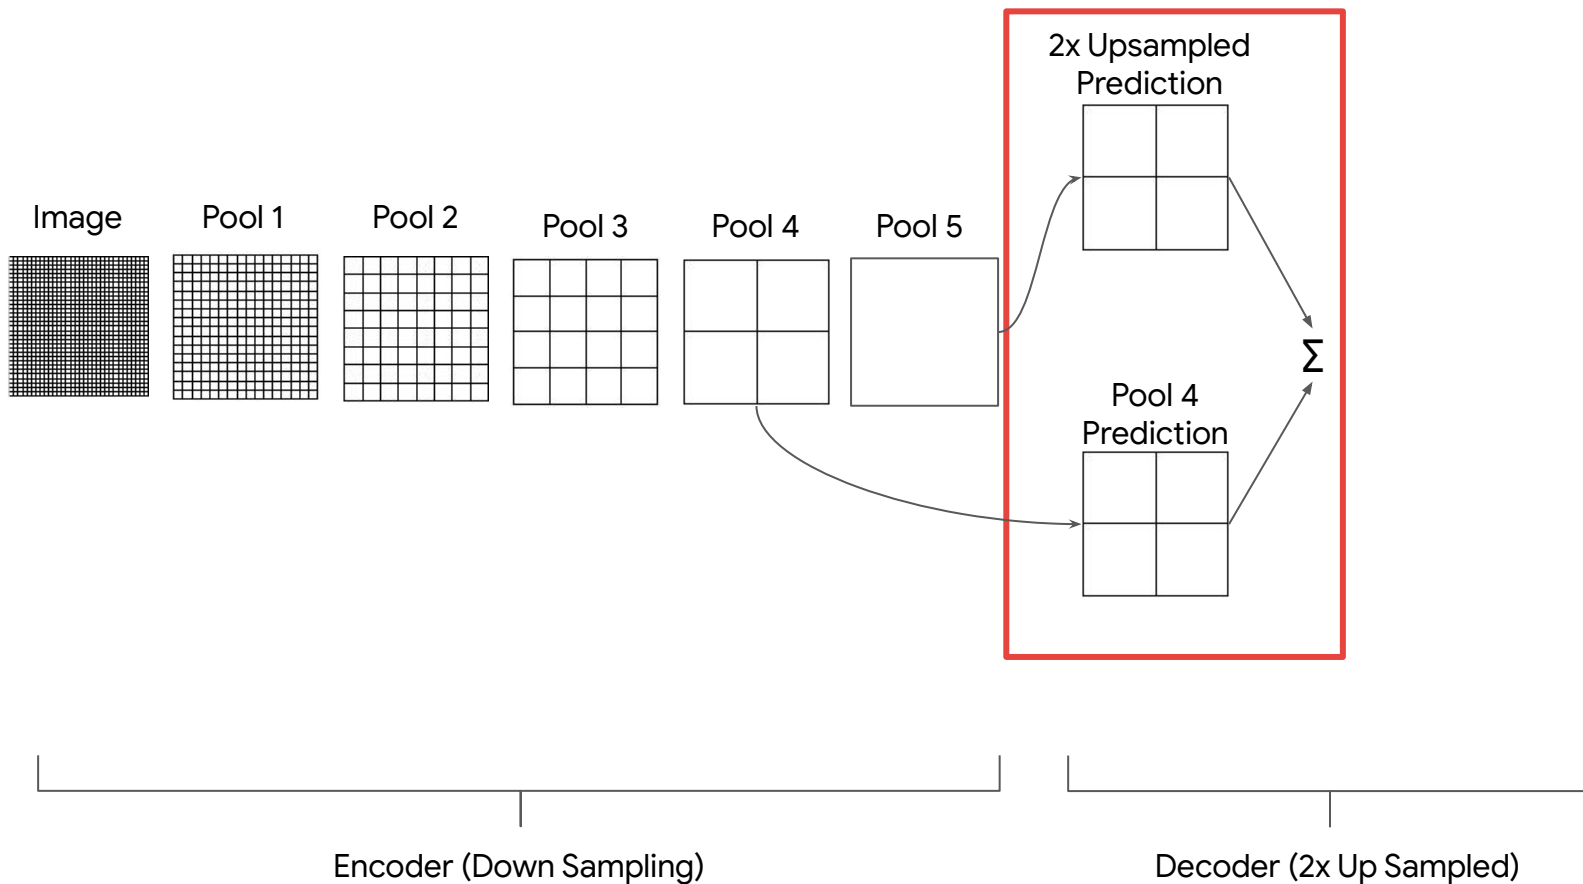 2x Upsampled
Prediction
Image
Pool 1
Pool 2
Pool 3
Pool 4
Pool 5
Σ
Pool 4
Prediction
Encoder (Down Sampling)
Decoder (2x Up Sampled)